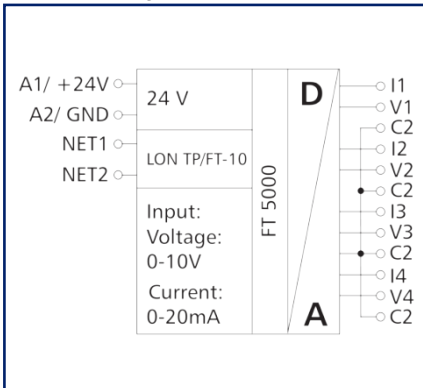 A1/ +24V
A2/ GND
NET1
NET2
24 V
LON TP/FT-10
Input:
Voltage:
0-10V
Current:
0-20mA
FT 5000
D
A
I1
V1
C2
I2
V2
C2
I3
V3
C2
I4
V4
C2